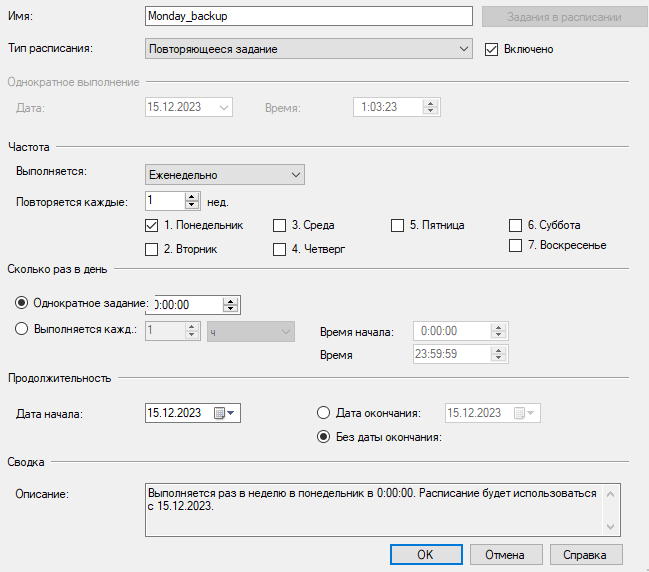 Имя:
Monday_backup
Задания в расписании
Тип расписания:
Повторяющееся задание
Включено
Однократное выполнение
Дата:
15.12.2023
Время:
1:03:23
Частота
Выполняется:
Еженедельно
Повторяется каждые:
1
нед.
1. Понедельник
3. Среда
5. Пятница
6. Суббота
2. Вторник
4. Четверг
7. Воскресенье
Сколько раз в день
Однократное задание:
0:00:00
Выполняется кажд.:
1
ч
Время начала:
0:00:00
Время
23:59:59
Продолжительность
Дата начала:
15.12.2023
Дата окончания:
15.12.2023
Без даты окончания:
Сводка
Описание:
Выполняется раз в неделю в понедельник в 0:00:00. Расписание будет использоваться
с 15.12.2023.
OK
Отмена
Справка